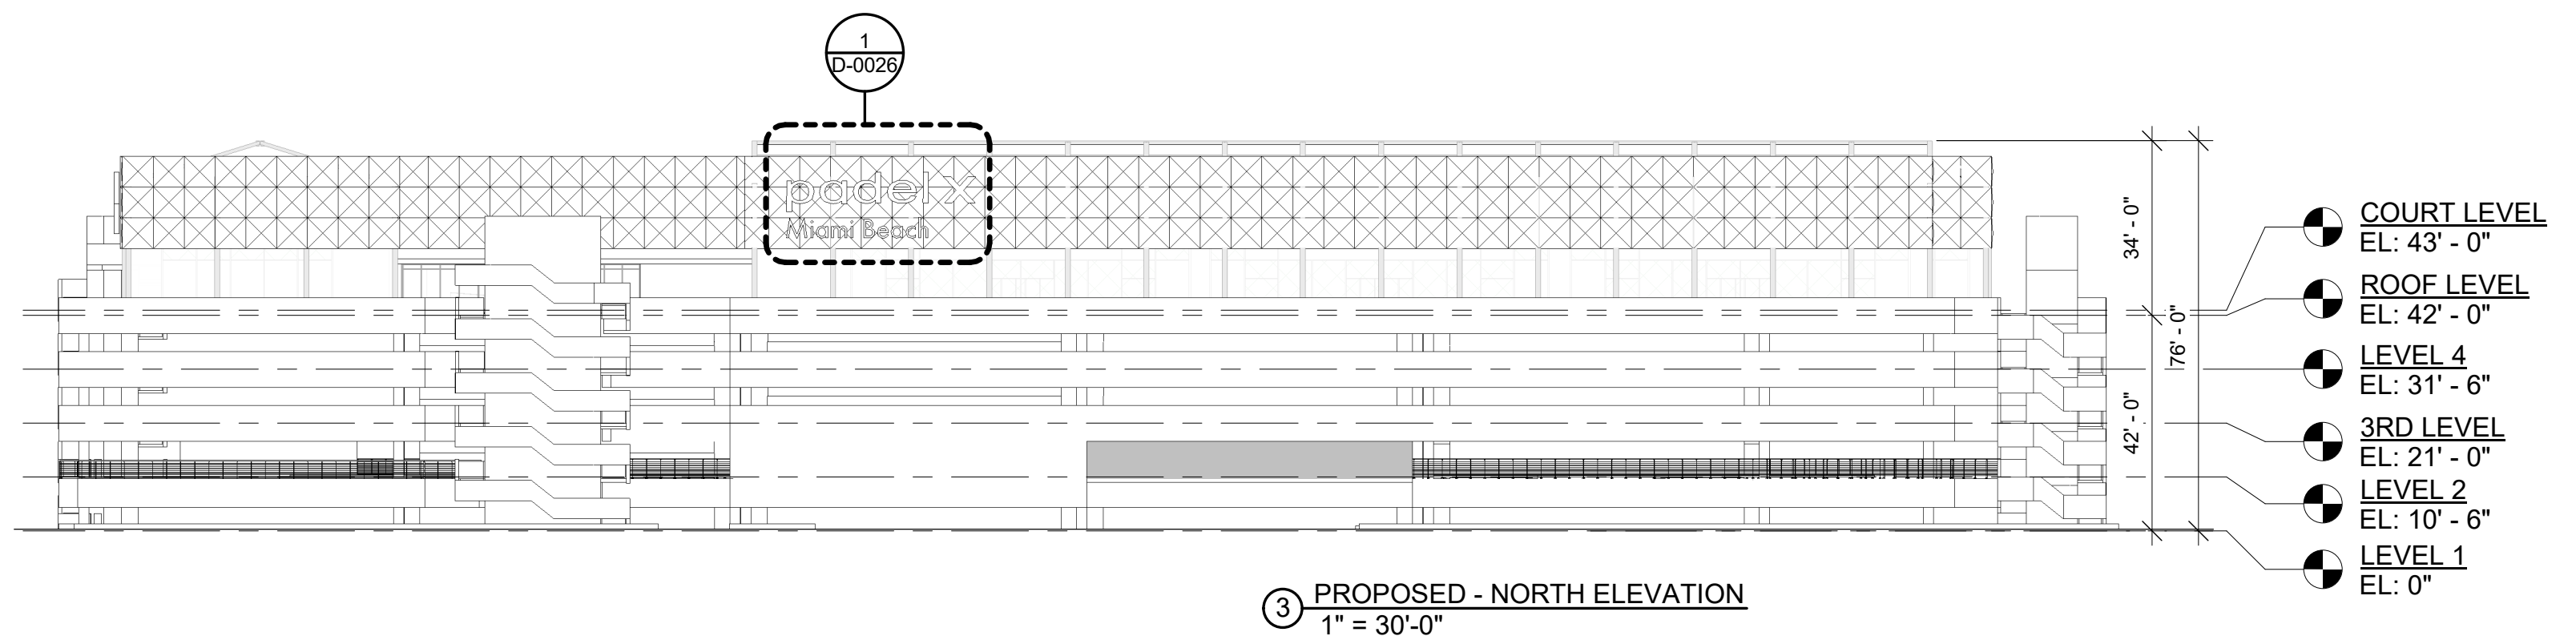 1
D-0026
padel X
Miami Beach
34' - 0"
76' - 0"
42' - 0"
COURT LEVEL
EL: 43' - 0"
ROOF LEVEL
EL: 42' - 0"
LEVEL 4
EL: 31' - 6"
3RD LEVEL
EL: 21' - 0"
LEVEL 2
EL: 10' - 6"
LEVEL 1
EL: 0"
3 PROPOSED - NORTH ELEVATION
1" = 30'-0"